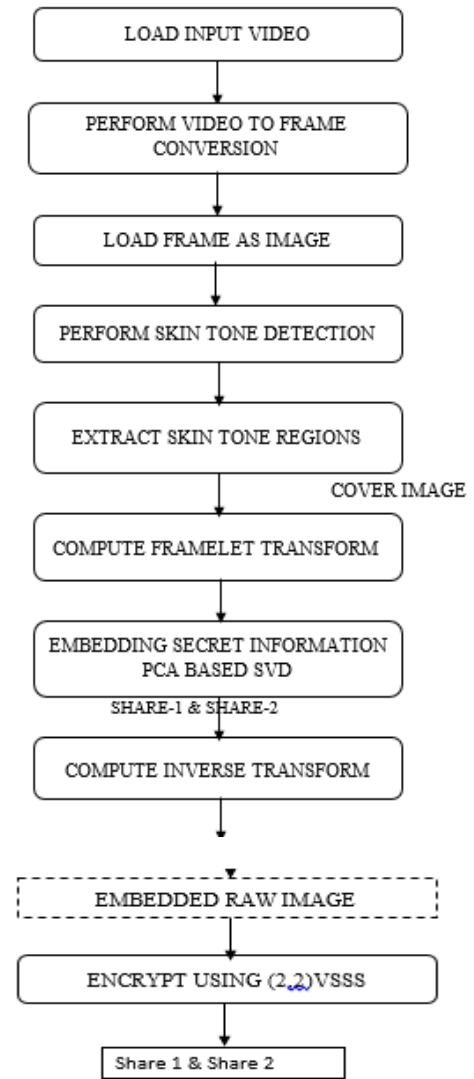 LOAD INPUT VIDEO
PERFORM VIDEO TO FRAME
CONVERSION
LOAD FRAME AS IMAGE
PERFORM SKIN TONE DETECTION
EXTRACT SKIN TONE REGIONS
COVER IMAGE
COMPUTE FRAMELET TRANSFORM
EMBEDDING SECRET INFORMATION
PCA BASED SVD
SHARE-1 & SHARE-2
COMPUTE INVERSE TRANSFORM
EMBEDDED RAW IMAGE
ENCRYPT USING (2,2)VSSS
Share 1 & Share 2